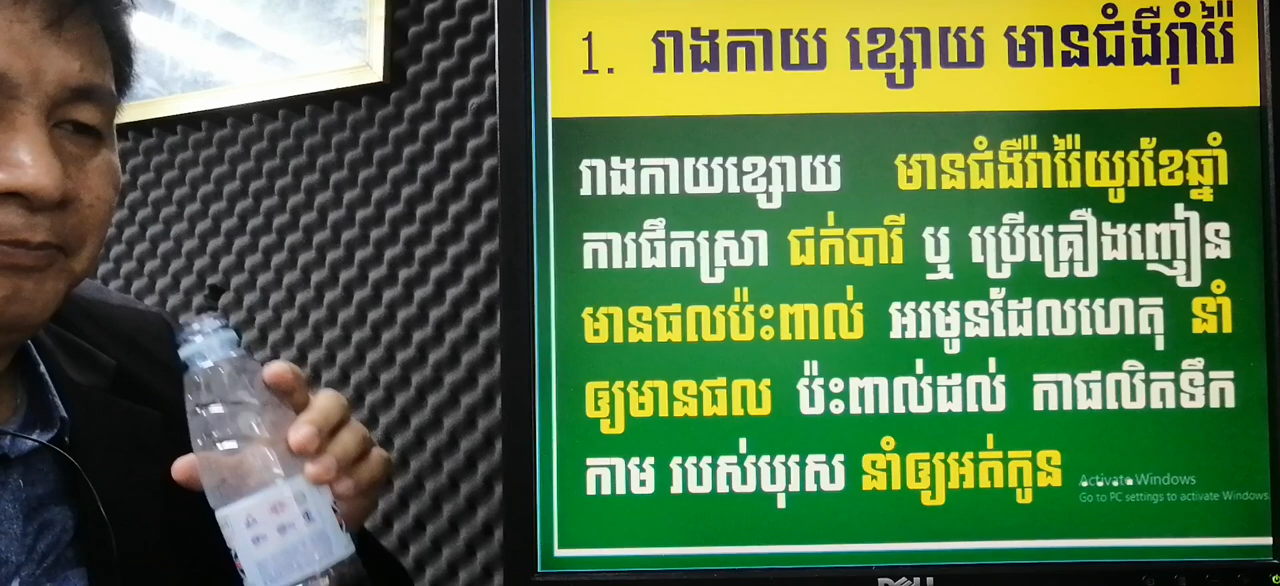 1. រាងកាយ ខ្សោយ មានជំងឺរ៉ាំរ៉ៃ
រាងកាយខ្សោយ មានជំងឺរ៉ារ៉ៃយូរខែឆ្នាំ
ការផឹកស្រា ជក់បារី ឬ ប្រើគ្រឿងញៀន
មានផលប៉ះពាល់ អរមូនដែលហេតុ នាំ
ឲ្យមានផល ប៉ះពាល់ដល់ កាផលិតទឹក
កាម របស់បុរស នាំឲ្យអត់កូន ....
Activate Windows
Go to PC settings to activate Windows.